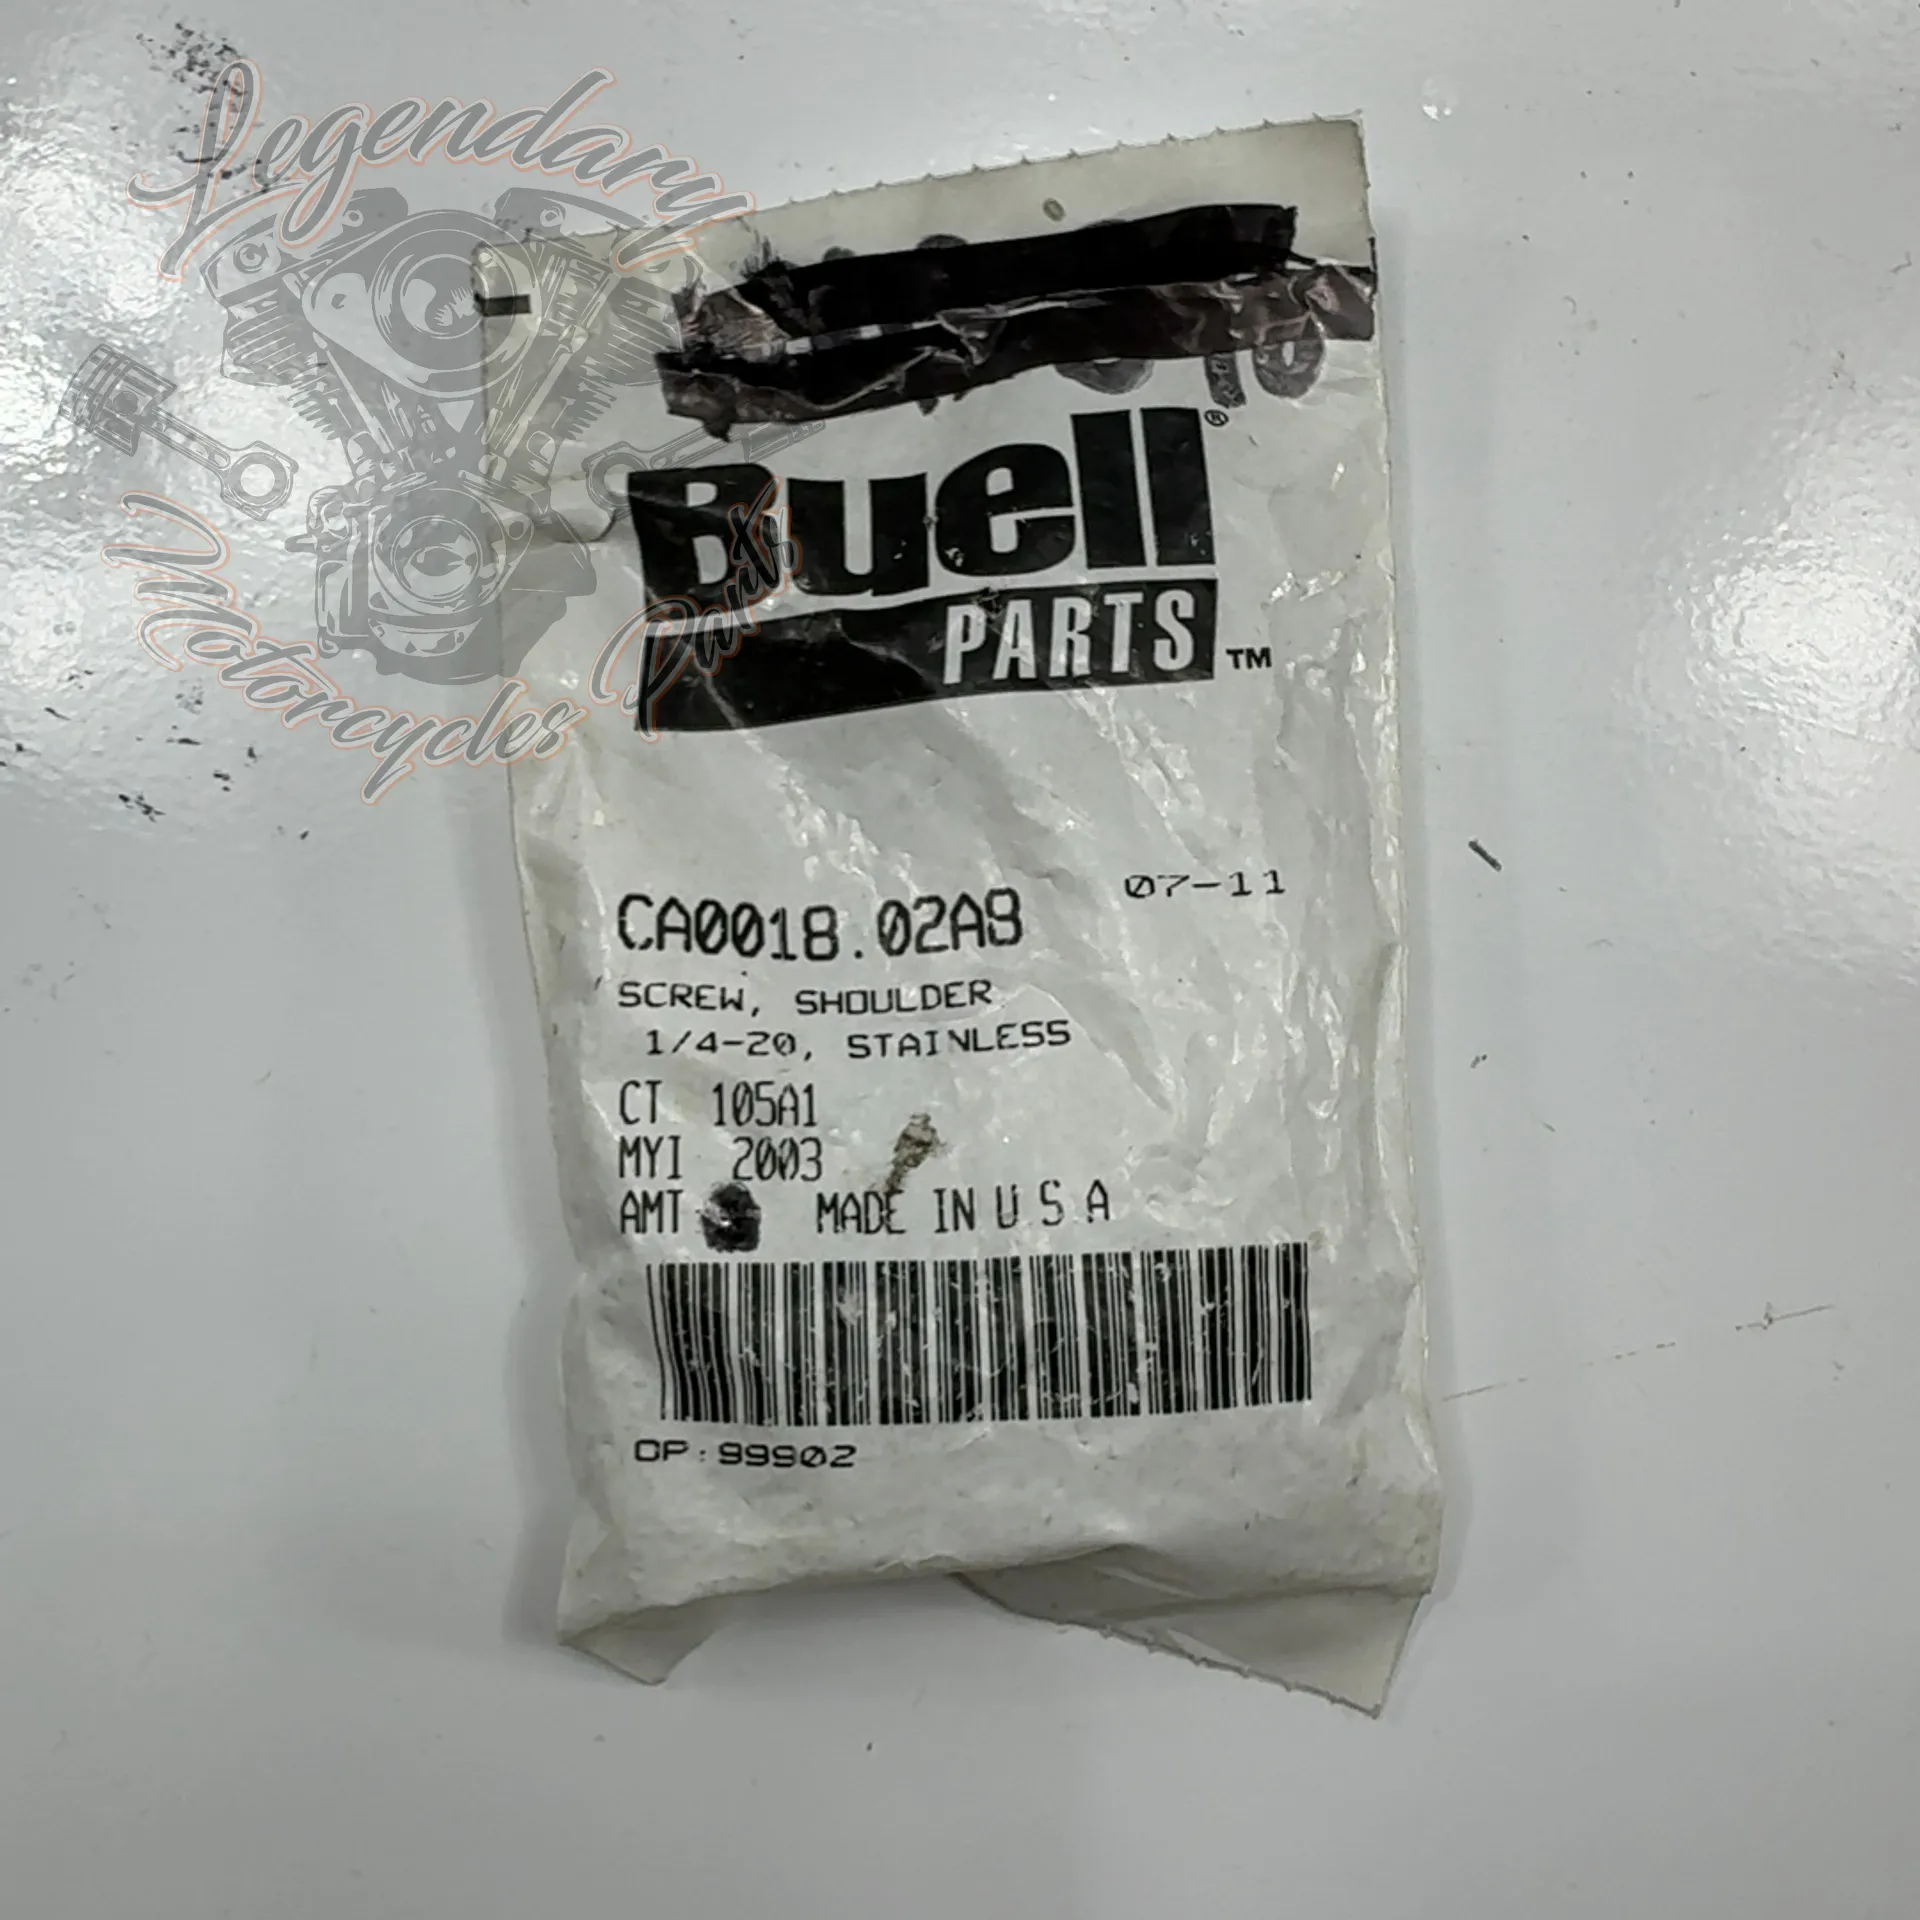 Legendary
Motorcycles Parts
Buell®
PARTS™
07-11
CA0018.02A8
SCREW, SHOULDER
1/4-20, STAINLESS
CT 105A1
MYI 2003
AMT
MADE IN U S A
OP: 99902